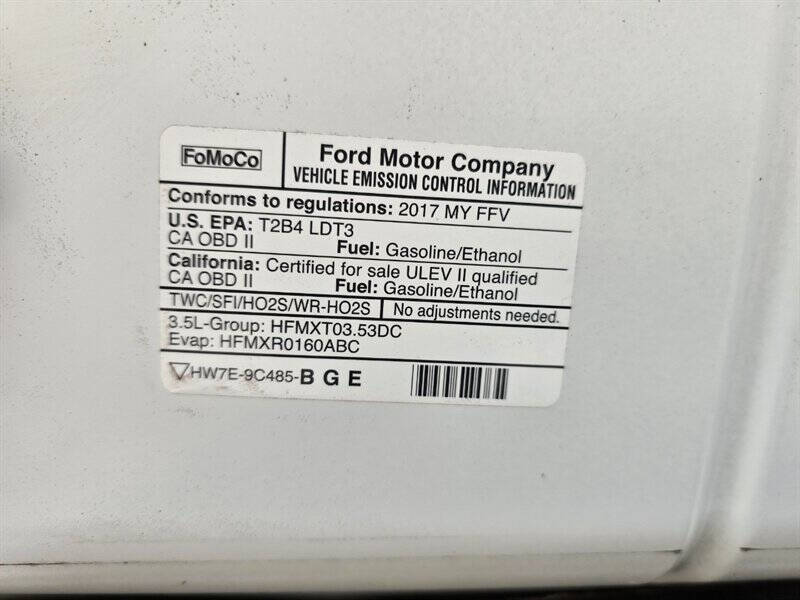 FoMoCo
Ford Motor Company
VEHICLE EMISSION CONTROL INFORMATION
Conforms to regulations: 2017 MY FFV
U.S. EPA: T2B4 LDT3
CA OBD II Fuel: Gasoline/Ethanol
California: Certified for sale ULEV II qualified
CA OBD II Fuel: Gasoline/Ethanol
TWC/SFI/HO2S/WR-HO2S No adjustments needed.
3.5L-Group: HFMXT03.53DC
Evap: HFMXR0160ABC
HW7E-9C485-BGE